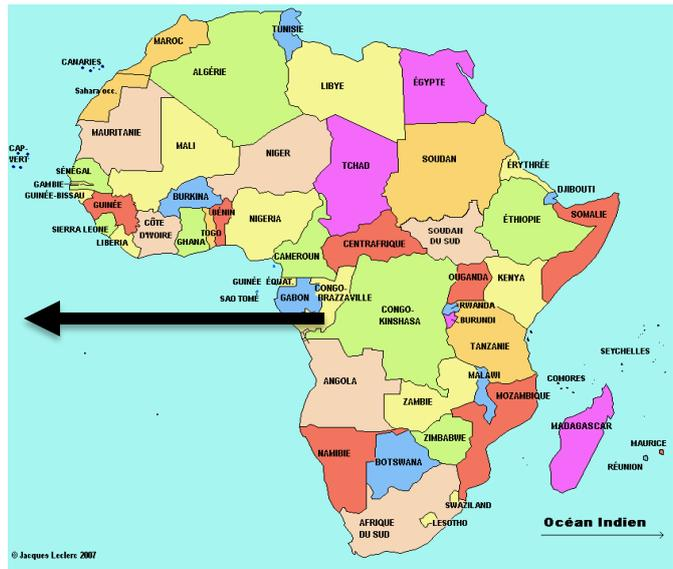 TUNISIE
MAROC
CANARIES
ALGÉRIE
LIBYE
ÉGYPTE
Sahara occ.
MAURITANIE
MALI
NIGER
TCHAD
SOUDAN
ÉRYTHRÉE
CAP-
VERT
SÉNÉGAL
GAMBIE
GUINÉE-BISSAU
GUINÉE
BURKINA
BÉNIN
DJIBOUTI
SOMALIE
ÉTHIOPIE
SIERRA LEONE
LIBERIA
CÔTE
D'IVOIRE
GHANA
TOGO
NIGERIA
CENTRAFRIQUE
SOUDAN
DU SUD
CAMEROUN
GUINÉE ÉQUAT.
SAO TOMÉ
GABON
CONGO-
BRAZZAVILLE
CONGO-
KINSHASA
OUGANDA
KENYA
RWANDA
BURUNDI
TANZANIE
SEYCHELLES
COMORES
MALAWI
ANGOLA
ZAMBIE
MOZAMBIQUE
MADAGASCAR
MAURICE
RÉUNION
ZIMBABWE
NAMIBIE
BOTSWANA
SWAZILAND
LESOTHO
AFRIQUE
DU SUD
Océan Indien
© Jacques Leclerc 2007